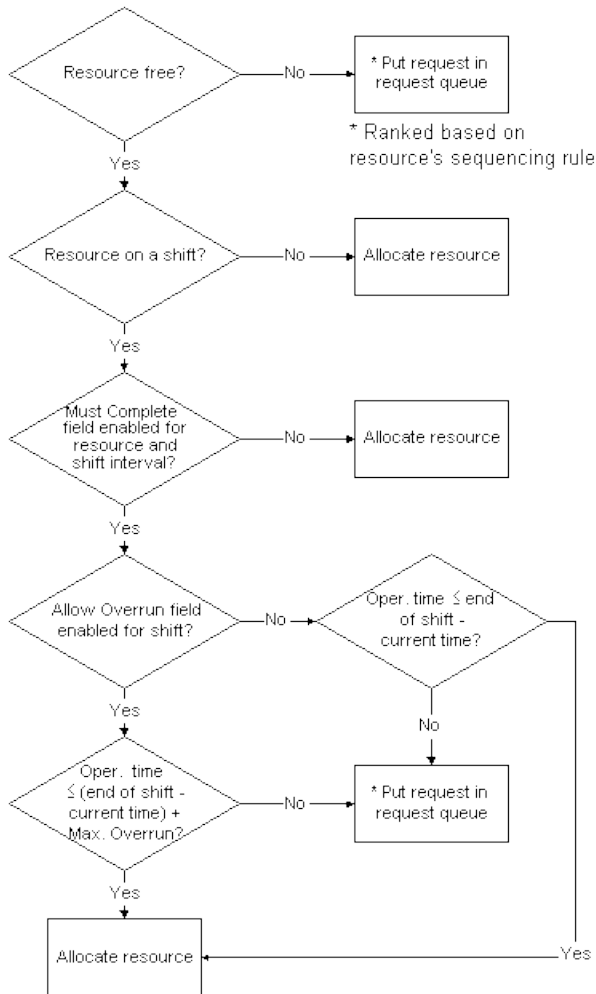 Resource free?
No
* Put request in
request queue
* Ranked based on
resource's sequencing rule
Yes
Resource on a shift?
No
Allocate resource
Yes
Must Complete
field enabled for
resource and
shift interval?
No
Allocate resource
Yes
Allow Overrun field
enabled for shift?
No
Oper. time ≤ end
of shift -
current time?
Yes
No
Oper. time
≤ (end of shift -
current time) +
Max. Overrun?
No
* Put request in
request queue
Yes
Allocate resource
Yes